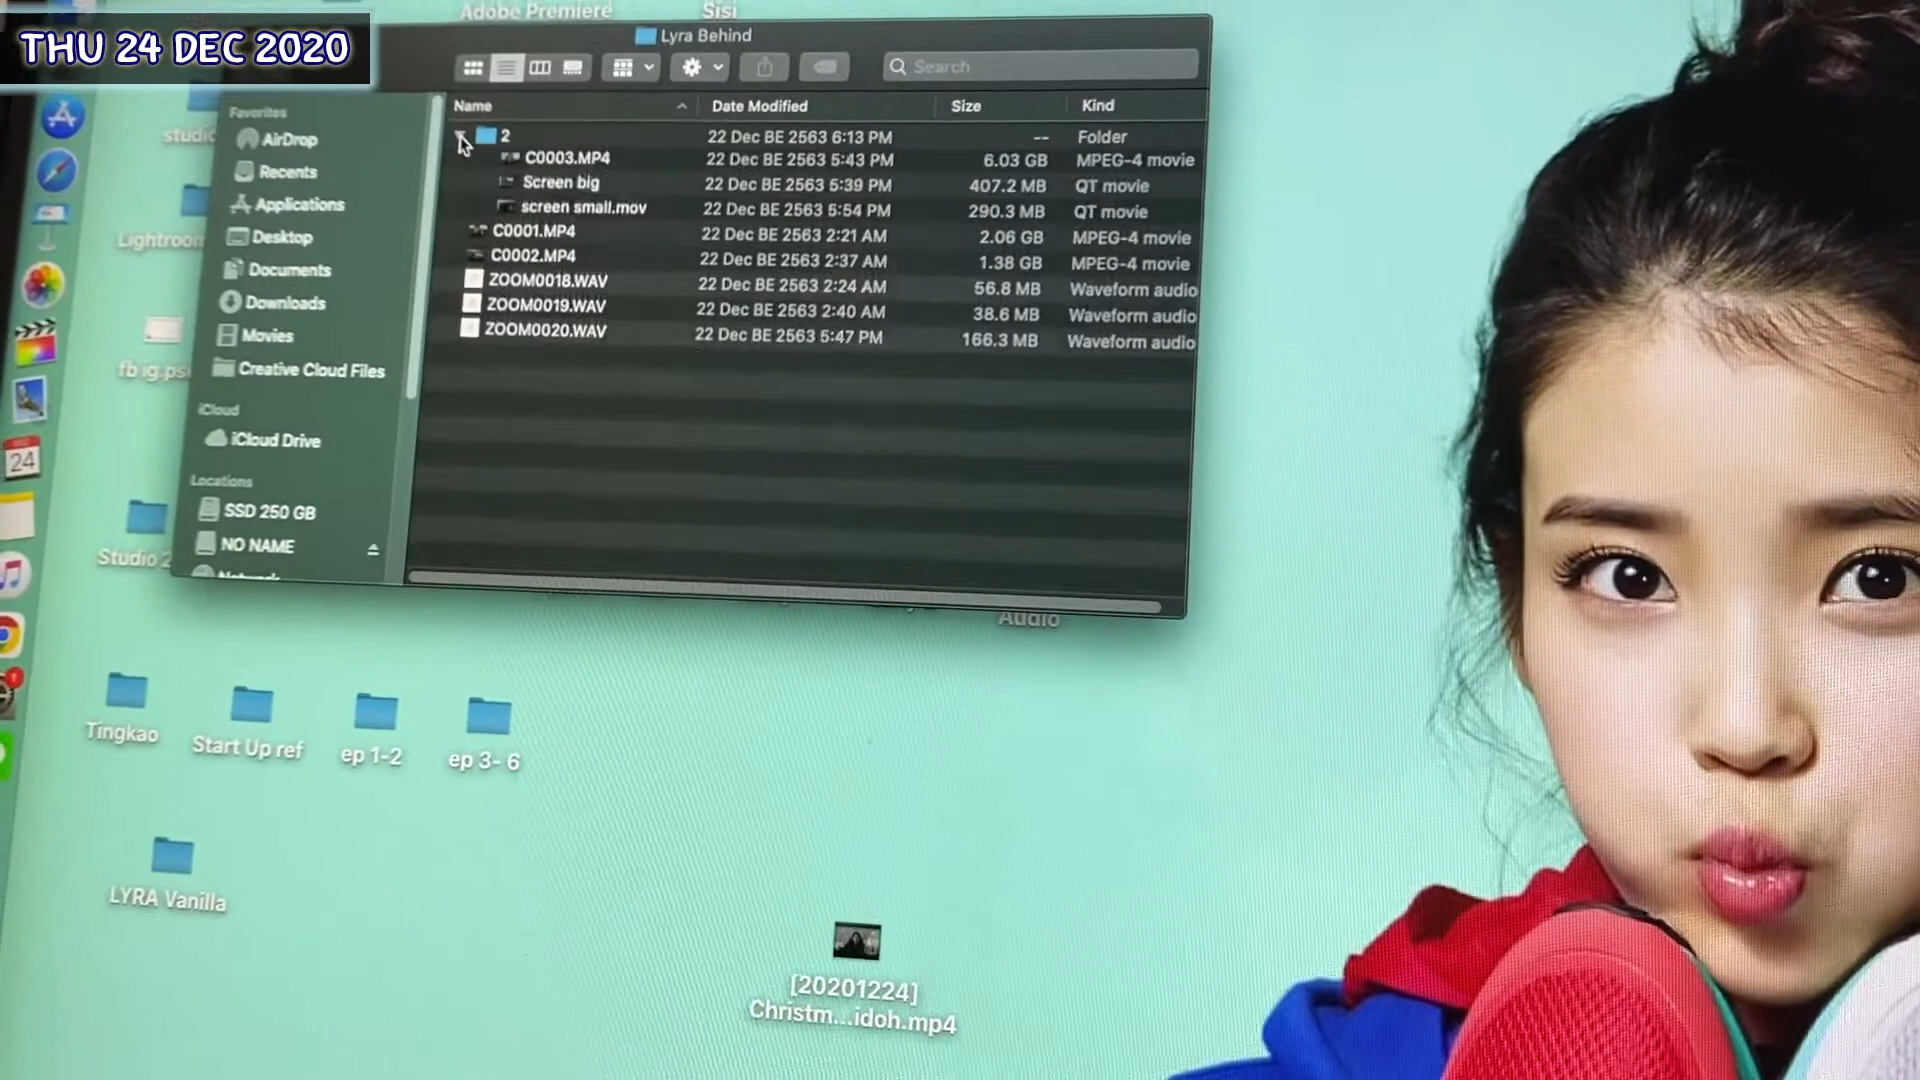 Adobe Premiere
Sisi
THU 24 DEC 2020
Lyra Behind
Search
Favorites
AirDrop
Recents
Applications
Desktop
Documents
Downloads
Movies
Creative Cloud Files
iCloud
iCloud Drive
Locations
SSD 250 GB
NO NAME
Network
Name Date Modified Size Kind
2 22 Dec BE 2563 6:13 PM -- Folder
C0003.MP4 22 Dec BE 2563 5:43 PM 6.03 GB MPEG-4 movie
Screen big 22 Dec BE 2563 5:39 PM 407.2 MB QT movie
screen small.mov 22 Dec BE 2563 5:54 PM 290.3 MB QT movie
C0001.MP4 22 Dec BE 2563 2:21 AM 2.06 GB MPEG-4 movie
C0002.MP4 22 Dec BE 2563 2:37 AM 1.38 GB MPEG-4 movie
ZOOM0018.WAV 22 Dec BE 2563 2:24 AM 56.8 MB Waveform audio
ZOOM0019.WAV 22 Dec BE 2563 2:40 AM 38.6 MB Waveform audio
ZOOM0020.WAV 22 Dec BE 2563 5:47 PM 166.3 MB Waveform audio
studio
Lightroom
fb ig.ps
24
Studio 2
Audio
1
Tingkao
Start Up ref
ep 1-2
ep 3- 6
LYRA Vanilla
[20201224]
Christm...idoh.mp4